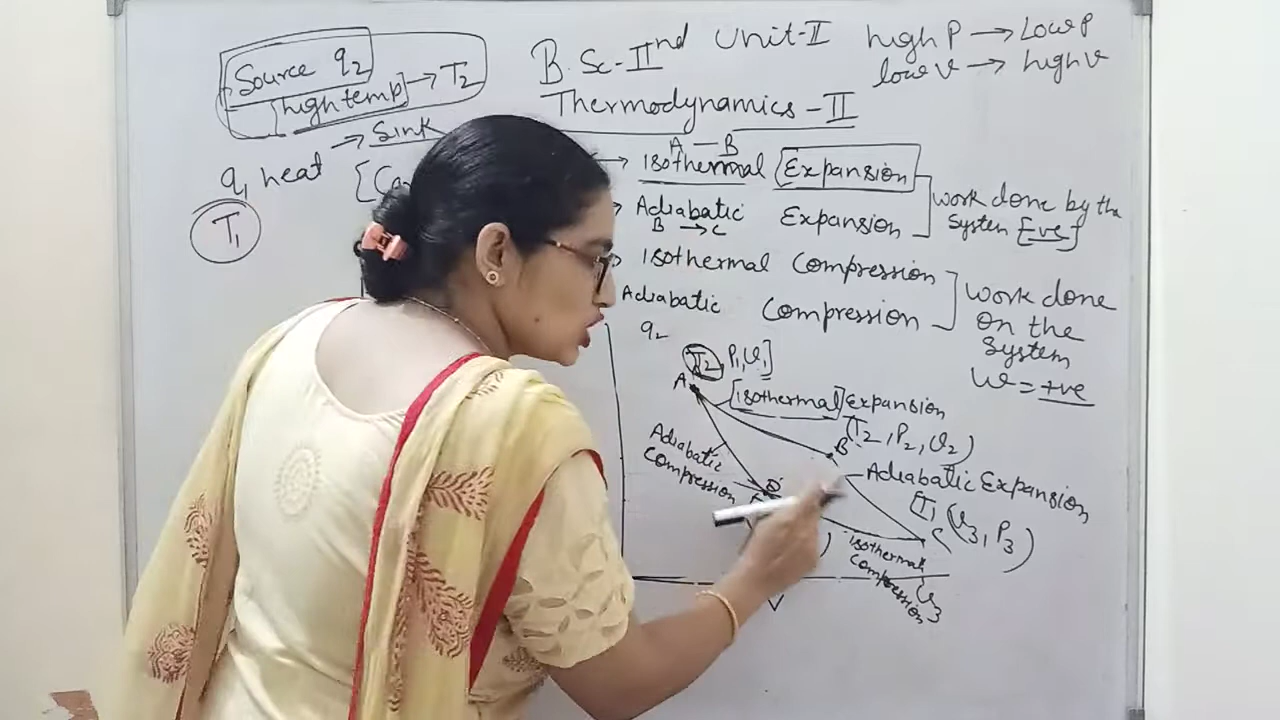 B.Sc-IInd Unit-II
Thermodynamics-II
high P → Low P
low V → high V
Source q2
high temp → T2
q1 heat → Sink
T1
A — B
→ Isothermal [Expansion]
Adiabatic Expansion
B → C
work done by the
system [-ve]
Isothermal Compression
Adiabatic Compression
work done
on the
system
W = +ve
q2
T2, P1, V1]
A
[Isothermal] Expansion
(T2, P2, V2)
B
Adiabatic
Compression
Adiabatic Expansion
[T1 (V3, P3)
C
D
Isothermal
Compression
V3
V